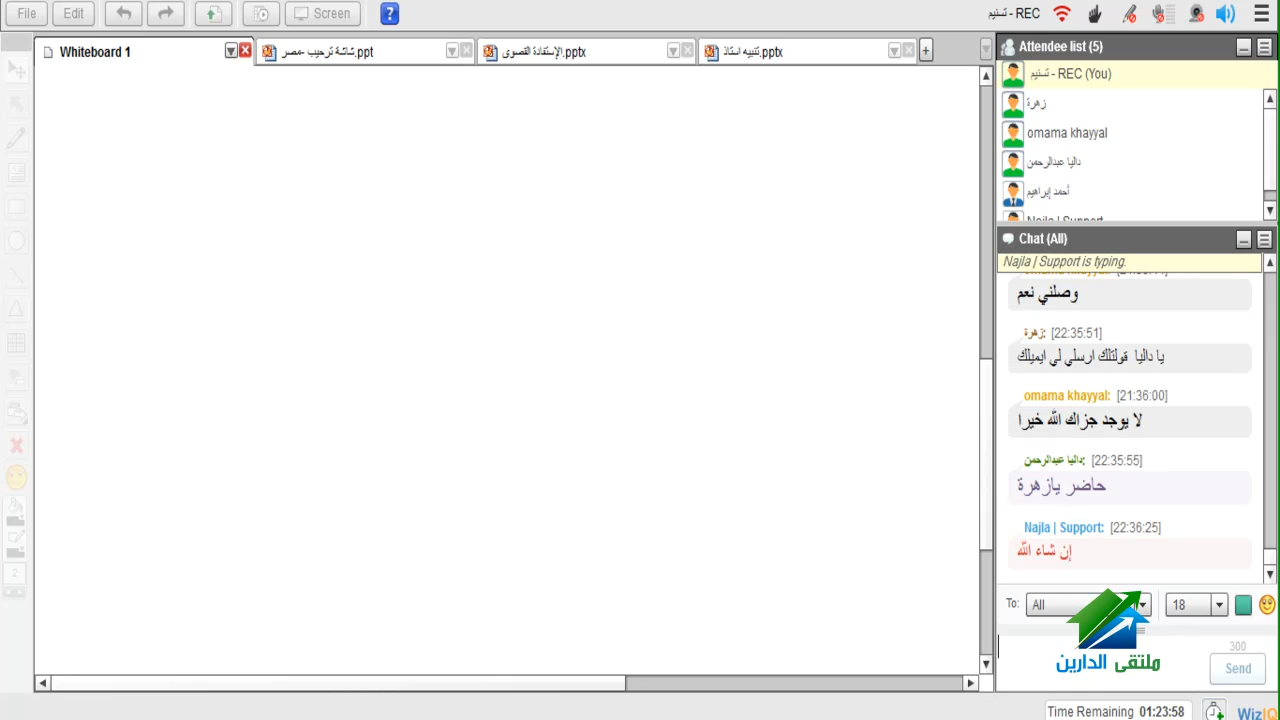 File Edit Screen ?
تسنيم - REC
Whiteboard 1
شاشة ترحيب -مصر.ppt
الإستفادة القصوى.pptx
تنبيه استاذ.pptx
Attendee list (5)
تسنيم - REC (You)
زهرة
omama khayyal
داليا عبدالرحمن
أحمد إبراهيم
Najla | Support
Chat (All)
Najla | Support is typing.
وصلني نعم
زهرة: [22:35:51]
يا داليا قولتلك ارسلي لي ايميلك
omama khayyal: [21:36:00]
لا يوجد جزاك الله خيرا
داليا عبدالرحمن: [22:35:55]
حاضر يازهرة
Najla | Support: [22:36:25]
إن شاء الله
To: All 18
ملتقى الدارين
300
Send
2
Time Remaining 01:23:58
WizIQ